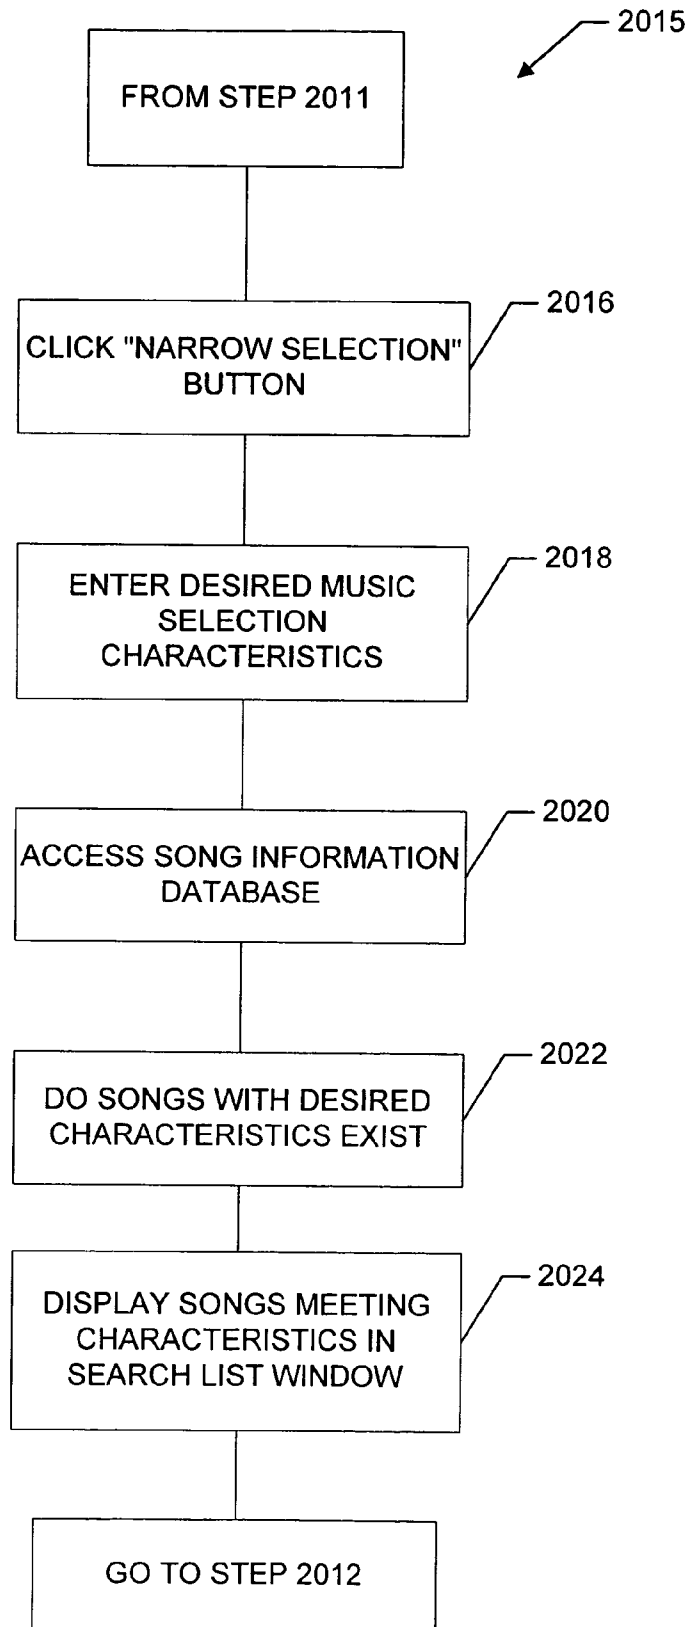 2015
FROM STEP 2011
2016
CLICK "NARROW SELECTION"
BUTTON
2018
ENTER DESIRED MUSIC
SELECTION
CHARACTERISTICS
2020
ACCESS SONG INFORMATION
DATABASE
2022
DO SONGS WITH DESIRED
CHARACTERISTICS EXIST
2024
DISPLAY SONGS MEETING
CHARACTERISTICS IN
SEARCH LIST WINDOW
GO TO STEP 2012